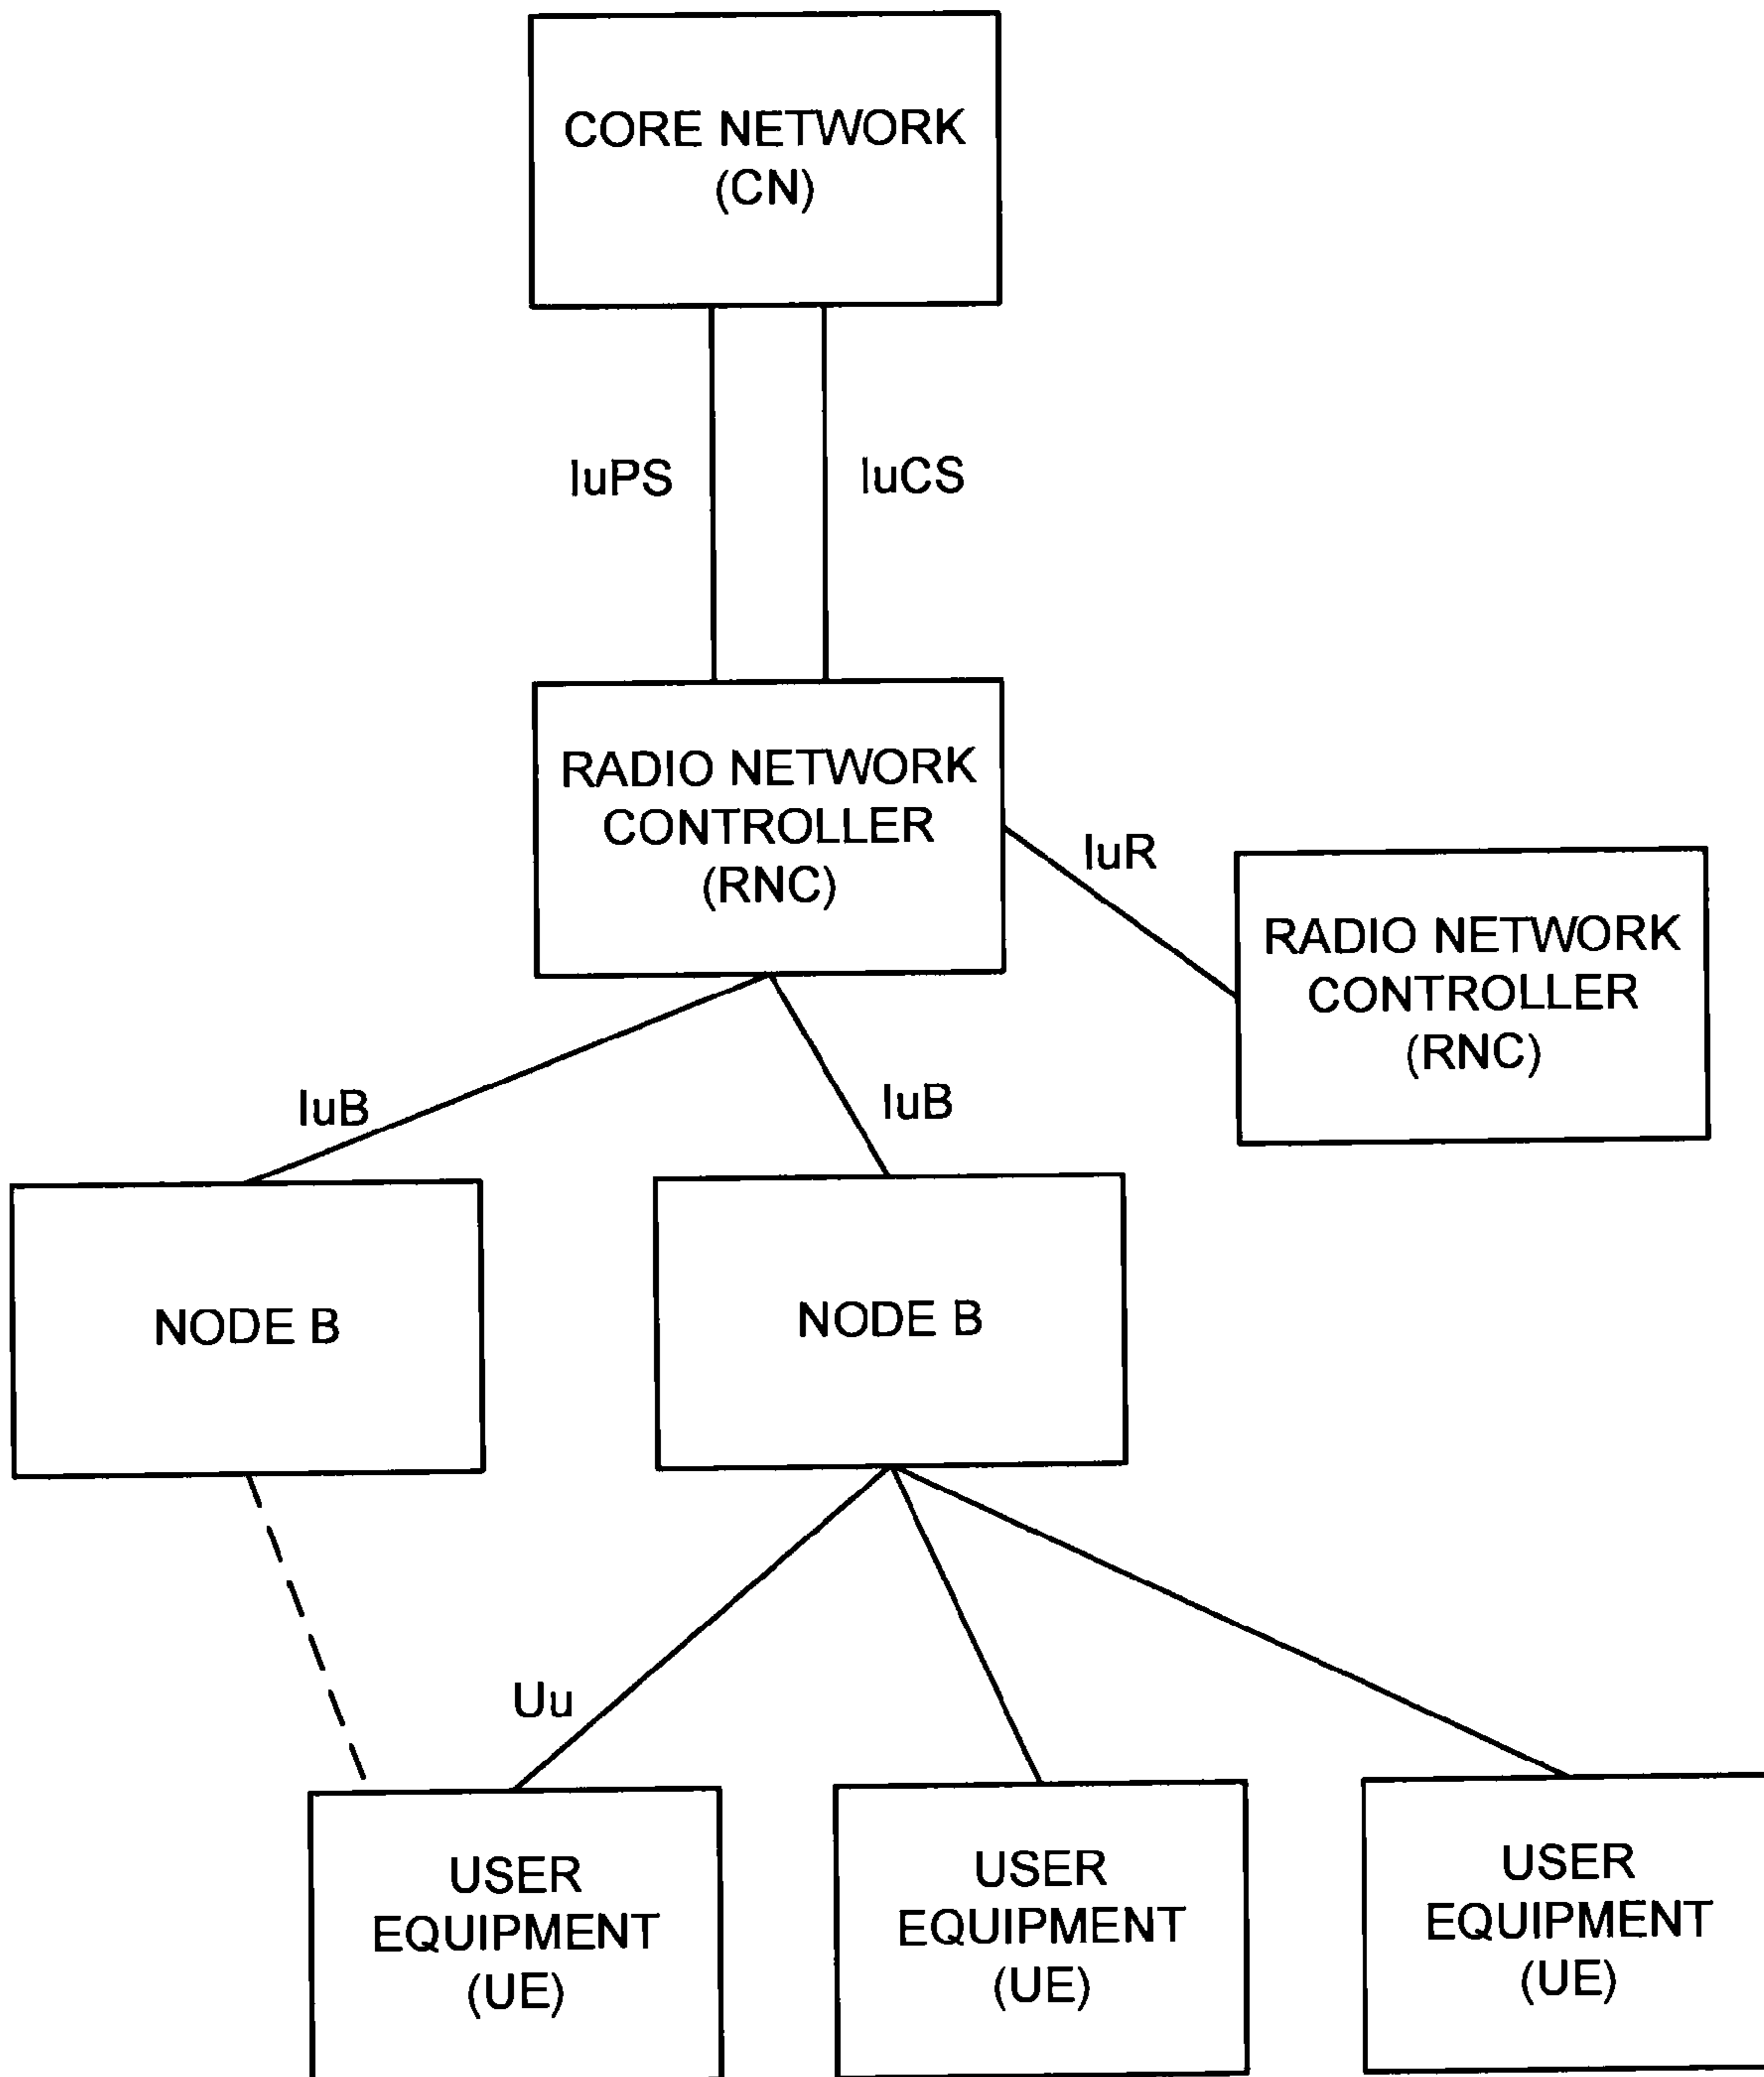 CORE NETWORK
(CN)
IuPS
IuCS
RADIO NETWORK
CONTROLLER
(RNC)
IuR
RADIO NETWORK
CONTROLLER
(RNC)
IuB
IuB
NODE B
NODE B
Uu
USER
EQUIPMENT
(UE)
USER
EQUIPMENT
(UE)
USER
EQUIPMENT
(UE)